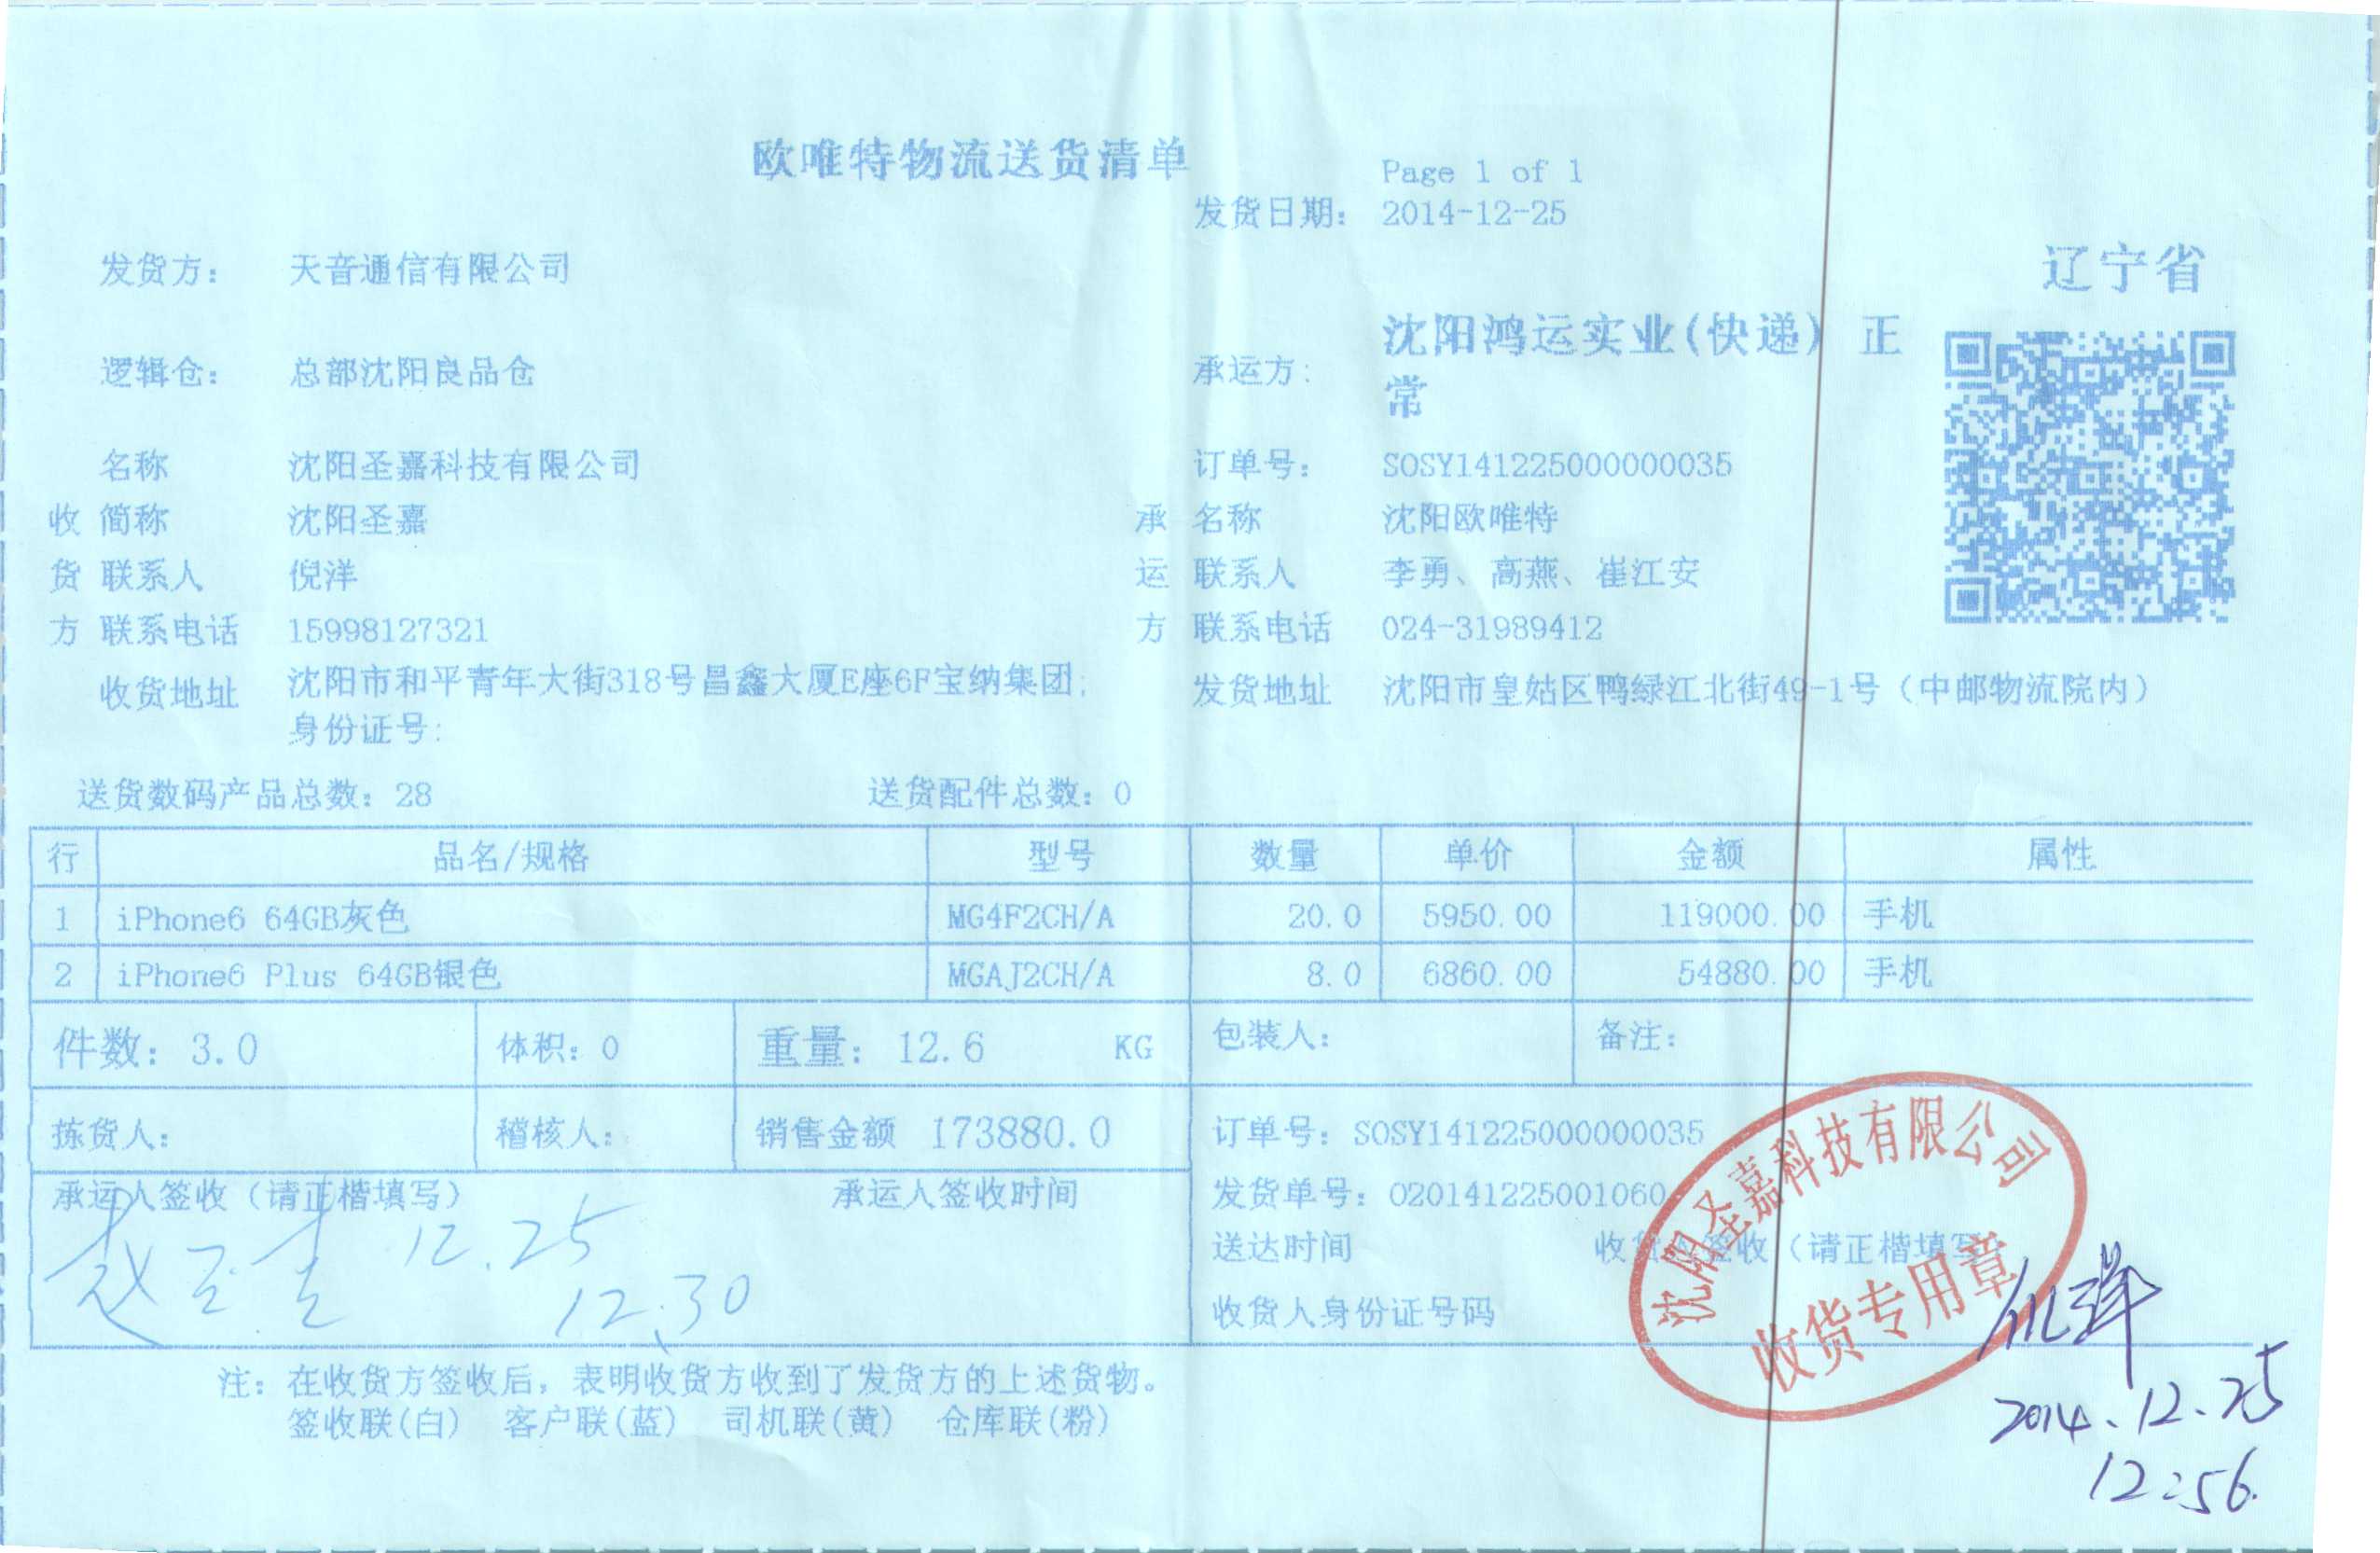 欧唯特物流送货清单
Page 1 of 1
发货日期: 2014-12-25
辽宁省
发货方: 天音通信有限公司
逻辑仓: 总部沈阳良品仓
承运方: 沈阳鸿运实业(快递) 正
常
名称 沈阳圣嘉科技有限公司 订单号: SOSY141225000000035
收 简称 沈阳圣嘉 承 名称 沈阳欧唯特
货 联系人 倪洋 运 联系人 李勇、高燕、崔江安
方 联系电话 15998127321 方 联系电话 024-31989412
收货地址 沈阳市和平青年大街318号昌鑫大厦E座6F宝纳集团;
身份证号:
发货地址 沈阳市皇姑区鸭绿江北街49-1号（中邮物流院内）
送货数码产品总数: 28 送货配件总数: 0
行 品名/规格 型号 数量 单价 金额 属性
1 iPhone6 64GB灰色 MG4F2CH/A 20.0 5950.00 119000.00 手机
2 iPhone6 Plus 64GB银色 MGAJ2CH/A 8.0 6860.00 54880.00 手机
件数: 3.0 体积: 0 重量: 12.6 KG 包装人: 备注:
拣货人: 稽核人: 销售金额 173880.0 订单号: SOSY141225000000035
承运人签收（请正楷填写） 承运人签收时间 发货单号: 020141225001060
12.25
12.30
送达时间 收货人签收（请正楷填写）
收货人身份证号码
沈阳圣嘉科技有限公司
收货专用章
倪洋
2014.12.25
12:56.
注: 在收货方签收后, 表明收货方收到了发货方的上述货物。
签收联(白) 客户联(蓝) 司机联(黄) 仓库联(粉)